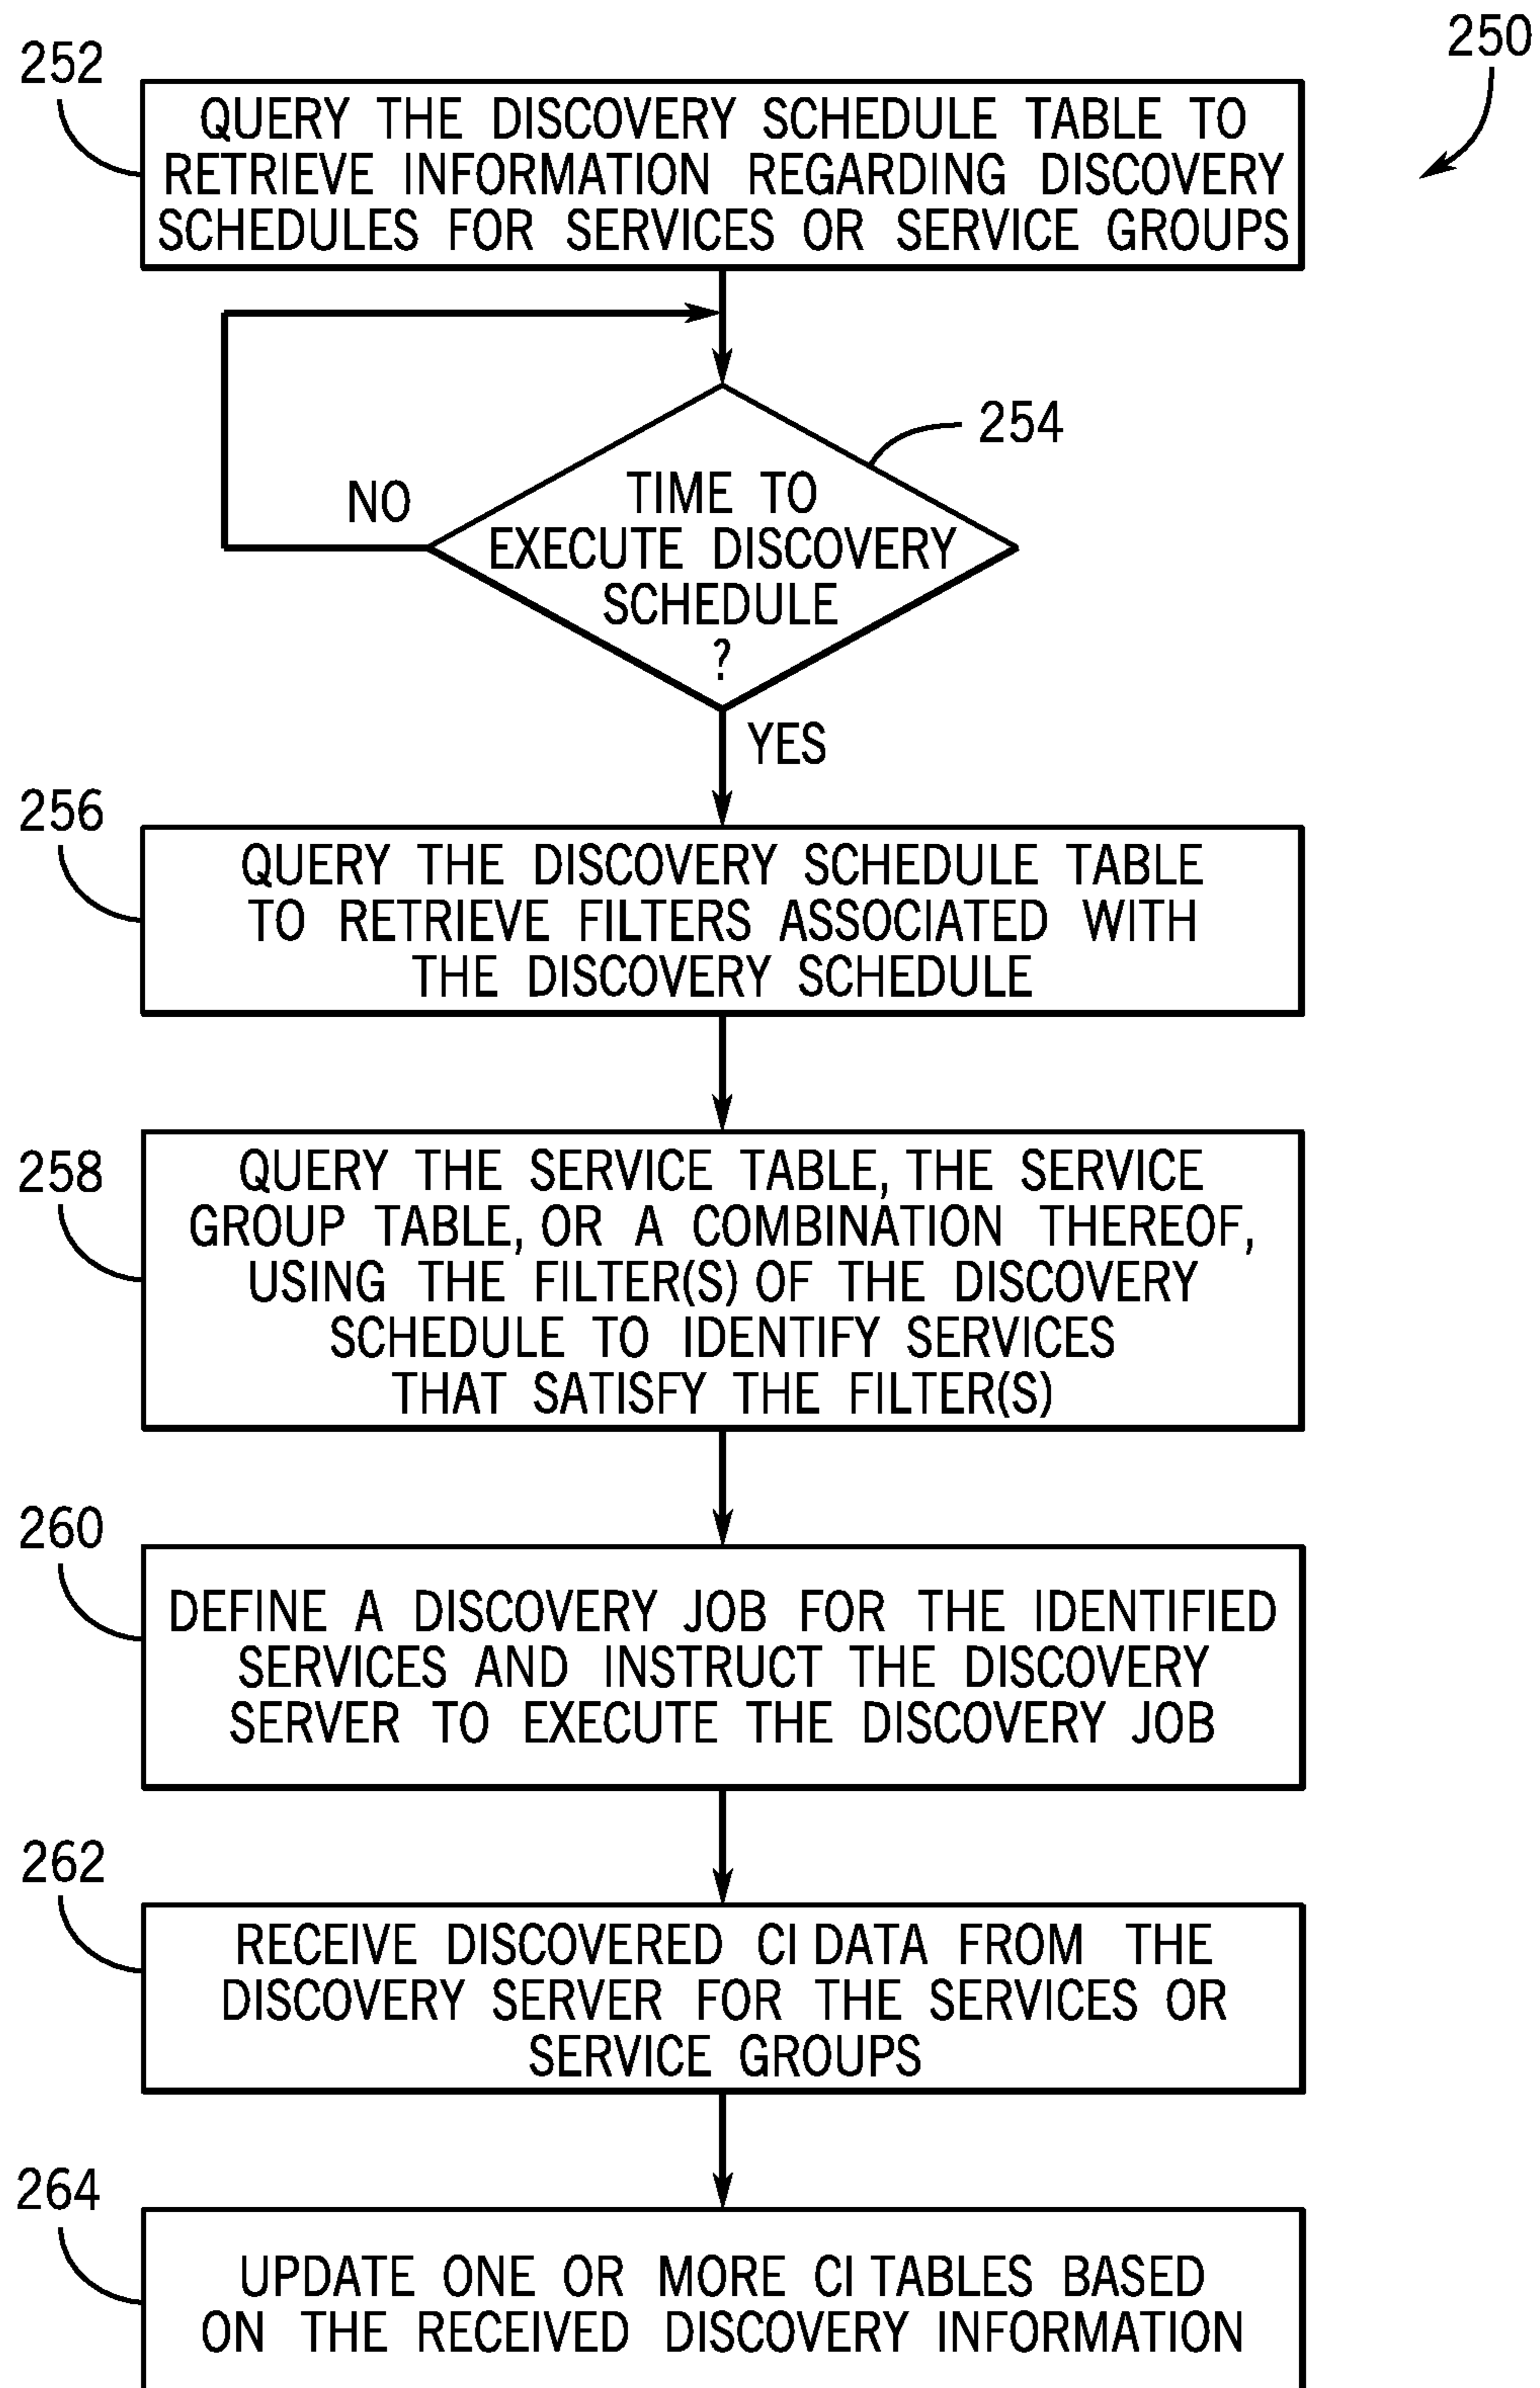 250
252
QUERY THE DISCOVERY SCHEDULE TABLE TO
RETRIEVE INFORMATION REGARDING DISCOVERY
SCHEDULES FOR SERVICES OR SERVICE GROUPS
254
NO
TIME TO
EXECUTE DISCOVERY
SCHEDULE
?
YES
256
QUERY THE DISCOVERY SCHEDULE TABLE
TO RETRIEVE FILTERS ASSOCIATED WITH
THE DISCOVERY SCHEDULE
258
QUERY THE SERVICE TABLE, THE SERVICE
GROUP TABLE, OR A COMBINATION THEREOF,
USING THE FILTER(S) OF THE DISCOVERY
SCHEDULE TO IDENTIFY SERVICES
THAT SATISFY THE FILTER(S)
260
DEFINE A DISCOVERY JOB FOR THE IDENTIFIED
SERVICES AND INSTRUCT THE DISCOVERY
SERVER TO EXECUTE THE DISCOVERY JOB
262
RECEIVE DISCOVERED CI DATA FROM THE
DISCOVERY SERVER FOR THE SERVICES OR
SERVICE GROUPS
264
UPDATE ONE OR MORE CI TABLES BASED
ON THE RECEIVED DISCOVERY INFORMATION